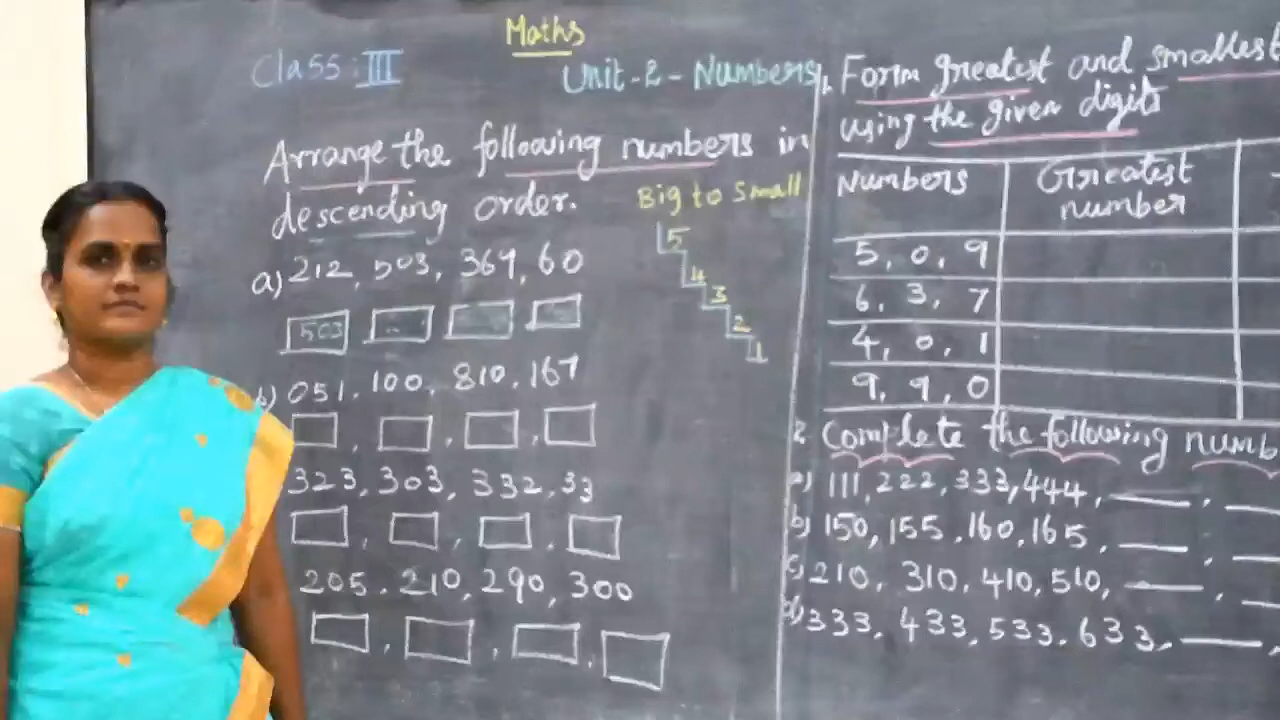 Maths
Class: III
Unit-2-Numbers
Arrange the following numbers in
descending order.
Big to Small
5
4
3
2
1
a) 212, 503, 369, 60
503
b) 051, 100, 810, 167
323, 303, 332, 33
205, 210, 290, 300
1. Form greatest and smallest
using the given digits
Numbers
Greatest
number
5, 0, 9
6, 3, 7
4, 0, 1
9, 9, 0
2. Complete the following numb
a) 111, 222, 333, 444,
b) 150, 155, 160, 165,
c) 210, 310, 410, 510,
d) 333, 433, 533, 633,